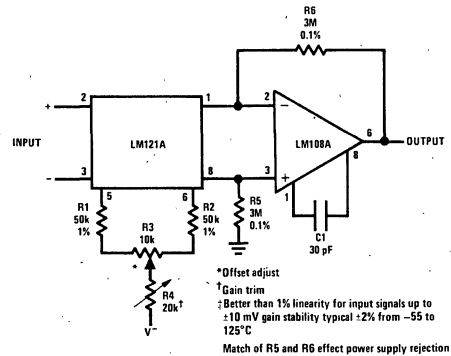 R6
3M
0.1%
2
1
2
+
−
INPUT
LM121A
LM108A
6
OUTPUT
8
−
3
8
3
+
5
6
1
R1
50k
1%
R2
50k
1%
R3
10k
R5
3M
0.1%
C1
30 pF
*
R4
20k†
V−
*Offset adjust
†Gain trim
‡Better than 1% linearity for input signals up to
±10 mV gain stability typical ±2% from −55 to
125°C
Match of R5 and R6 effect power supply rejection